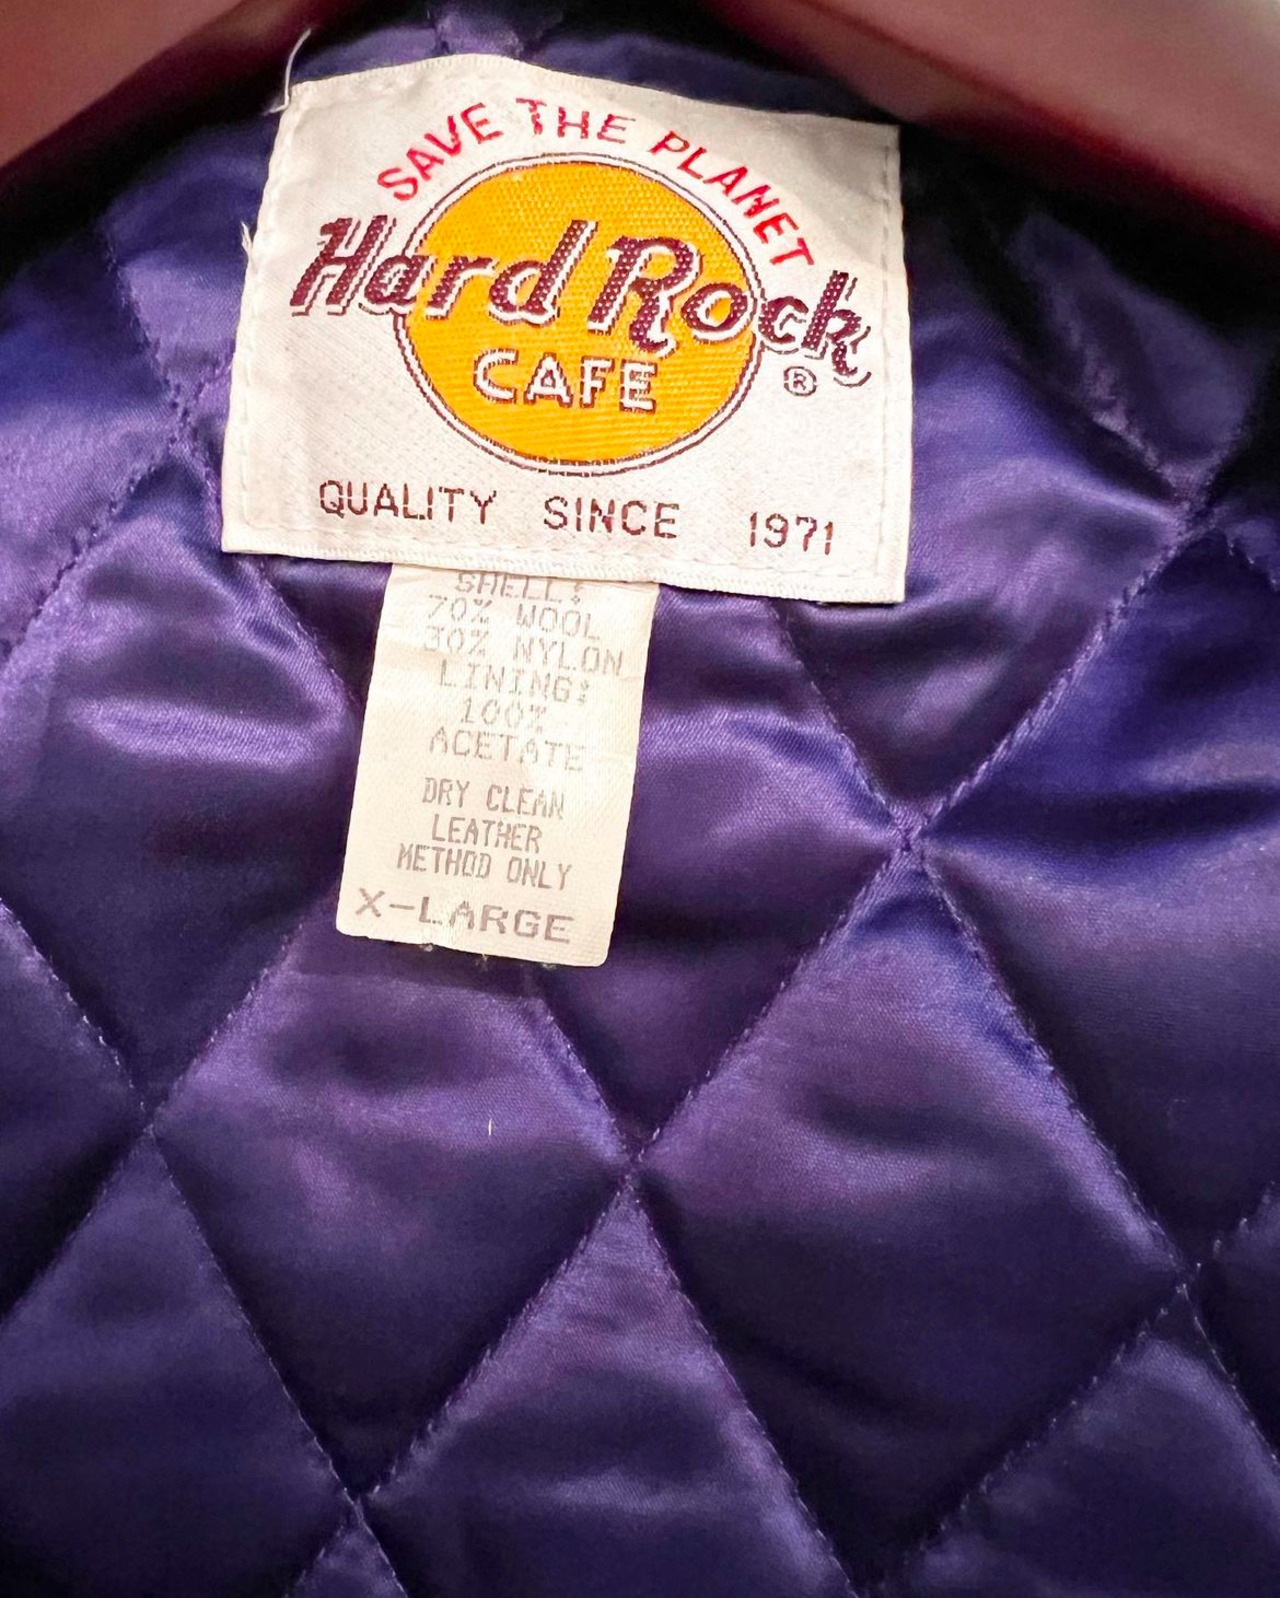 SAVE THE PLANET
Hard Rock
CAFE
®
QUALITY SINCE 1971
SHELL:
70% WOOL
30% NYLON
LINING:
100%
ACETATE
DRY CLEAN
LEATHER
METHOD ONLY
X-LARGE